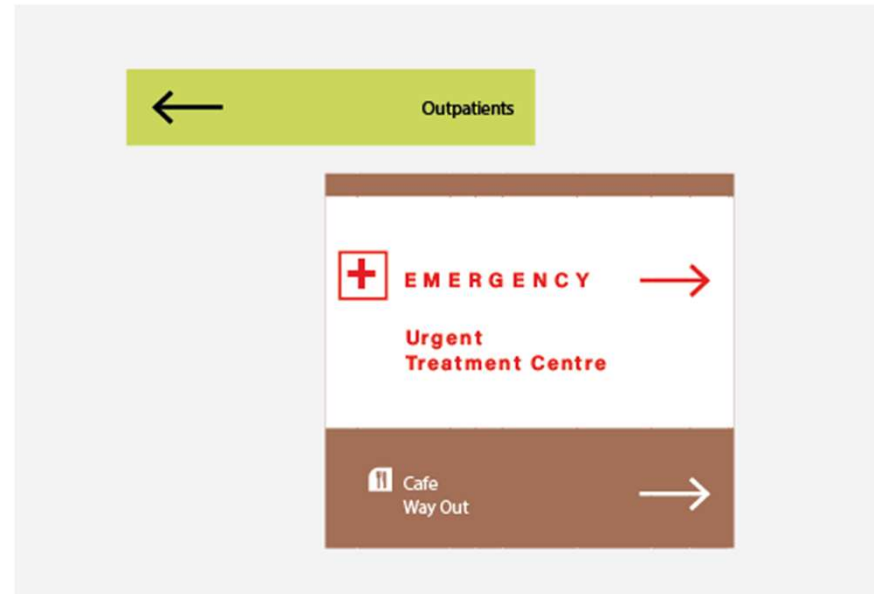 Outpatients
EMERGENCY
Urgent
Treatment Centre
Cafe
Way Out